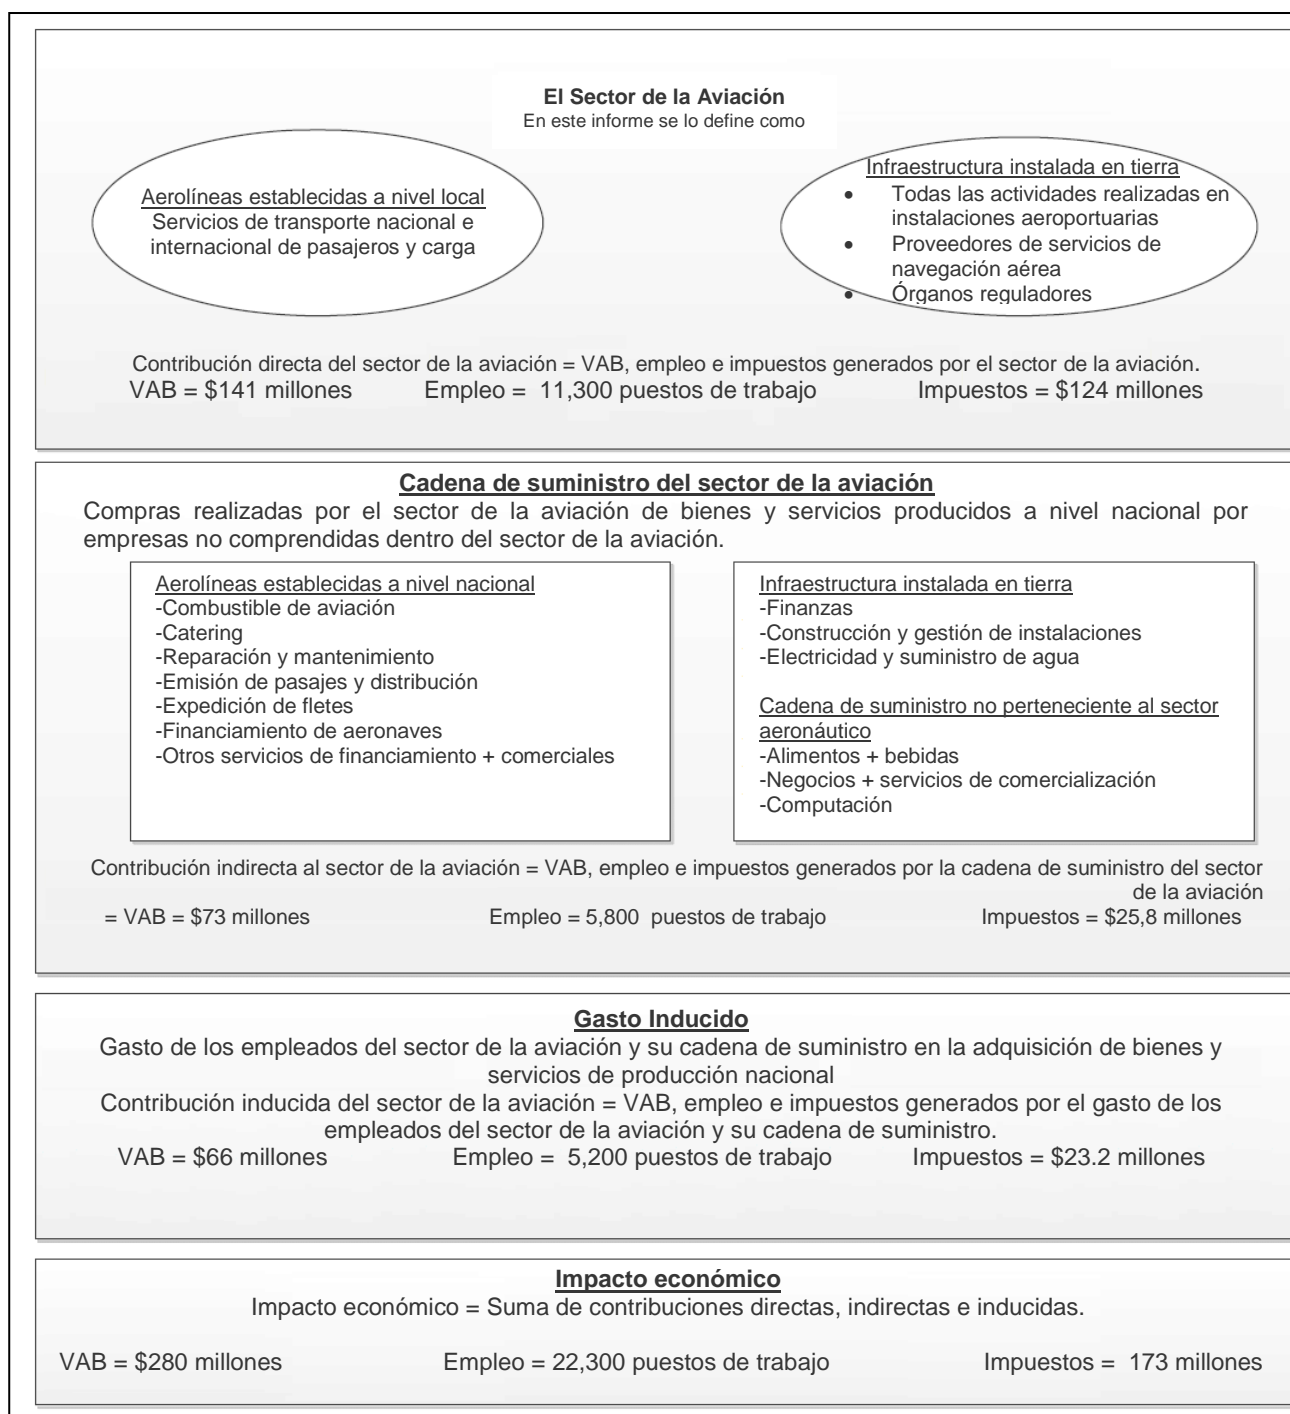 El Sector de la Aviación
En este informe se lo define como
Aerolíneas establecidas a nivel local
Servicios de transporte nacional e
internacional de pasajeros y carga
Infraestructura instalada en tierra
• Todas las actividades realizadas en
instalaciones aeroportuarias
• Proveedores de servicios de
navegación aérea
• Órganos reguladores
Contribución directa del sector de la aviación = VAB, empleo e impuestos generados por el sector de la aviación.
VAB = $141 millones Empleo = 11,300 puestos de trabajo Impuestos = $124 millones
Cadena de suministro del sector de la aviación
Compras realizadas por el sector de la aviación de bienes y servicios producidos a nivel nacional por
empresas no comprendidas dentro del sector de la aviación.
Aerolíneas establecidas a nivel nacional
-Combustible de aviación
-Catering
-Reparación y mantenimiento
-Emisión de pasajes y distribución
-Expedición de fletes
-Financiamiento de aeronaves
-Otros servicios de financiamiento + comerciales
Infraestructura instalada en tierra
-Finanzas
-Construcción y gestión de instalaciones
-Electricidad y suministro de agua
Cadena de suministro no perteneciente al sector
aeronáutico
-Alimentos + bebidas
-Negocios + servicios de comercialización
-Computación
Contribución indirecta al sector de la aviación = VAB, empleo e impuestos generados por la cadena de suministro del sector
de la aviación
= VAB = $73 millones Empleo = 5,800 puestos de trabajo Impuestos = $25,8 millones
Gasto Inducido
Gasto de los empleados del sector de la aviación y su cadena de suministro en la adquisición de bienes y
servicios de producción nacional
Contribución inducida del sector de la aviación = VAB, empleo e impuestos generados por el gasto de los
empleados del sector de la aviación y su cadena de suministro.
VAB = $66 millones Empleo = 5,200 puestos de trabajo Impuestos = $23.2 millones
Impacto económico
Impacto económico = Suma de contribuciones directas, indirectas e inducidas.
VAB = $280 millones Empleo = 22,300 puestos de trabajo Impuestos = 173 millones